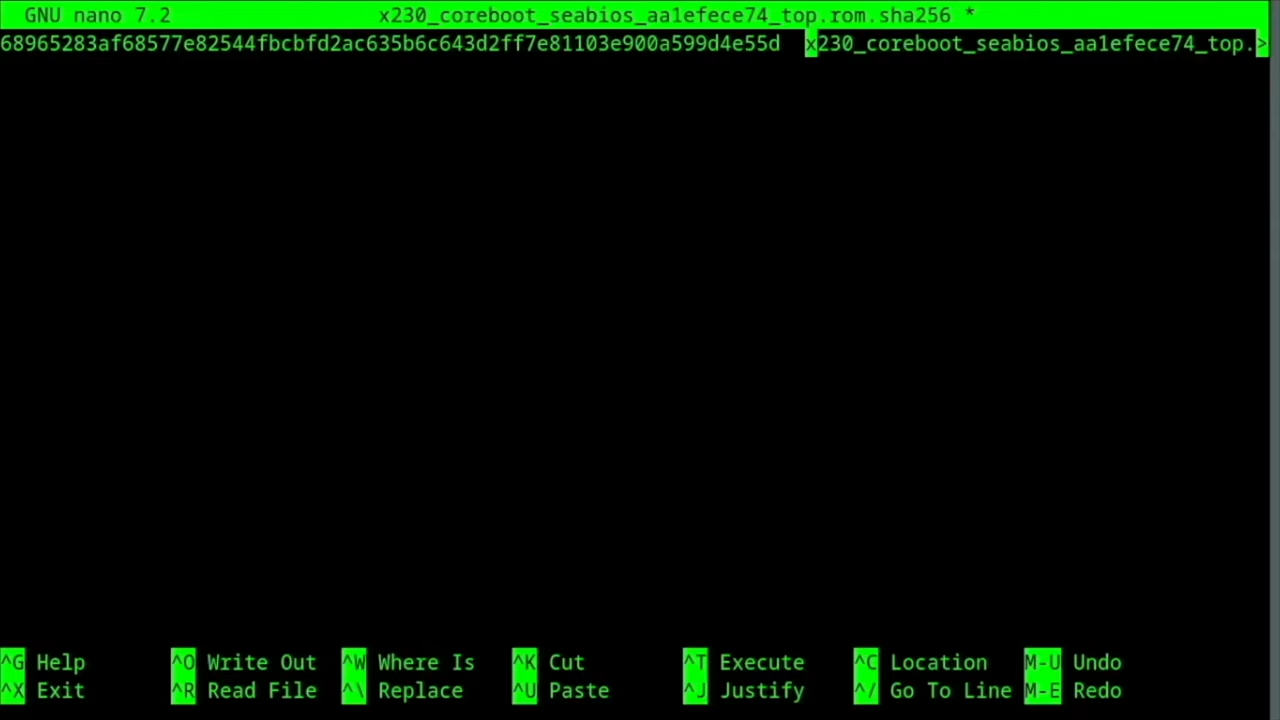 GNU nano 7.2 x230_coreboot_seabios_aa1efece74_top.rom.sha256 *
68965283af68577e82544fbcbfd2ac635b6c643d2ff7e81103e900a599d4e55d x230_coreboot_seabios_aa1efece74_top.>
^G Help ^O Write Out ^W Where Is ^K Cut ^T Execute ^C Location M-U Undo
^X Exit ^R Read File ^\ Replace ^U Paste ^J Justify ^/ Go To Line M-E Redo